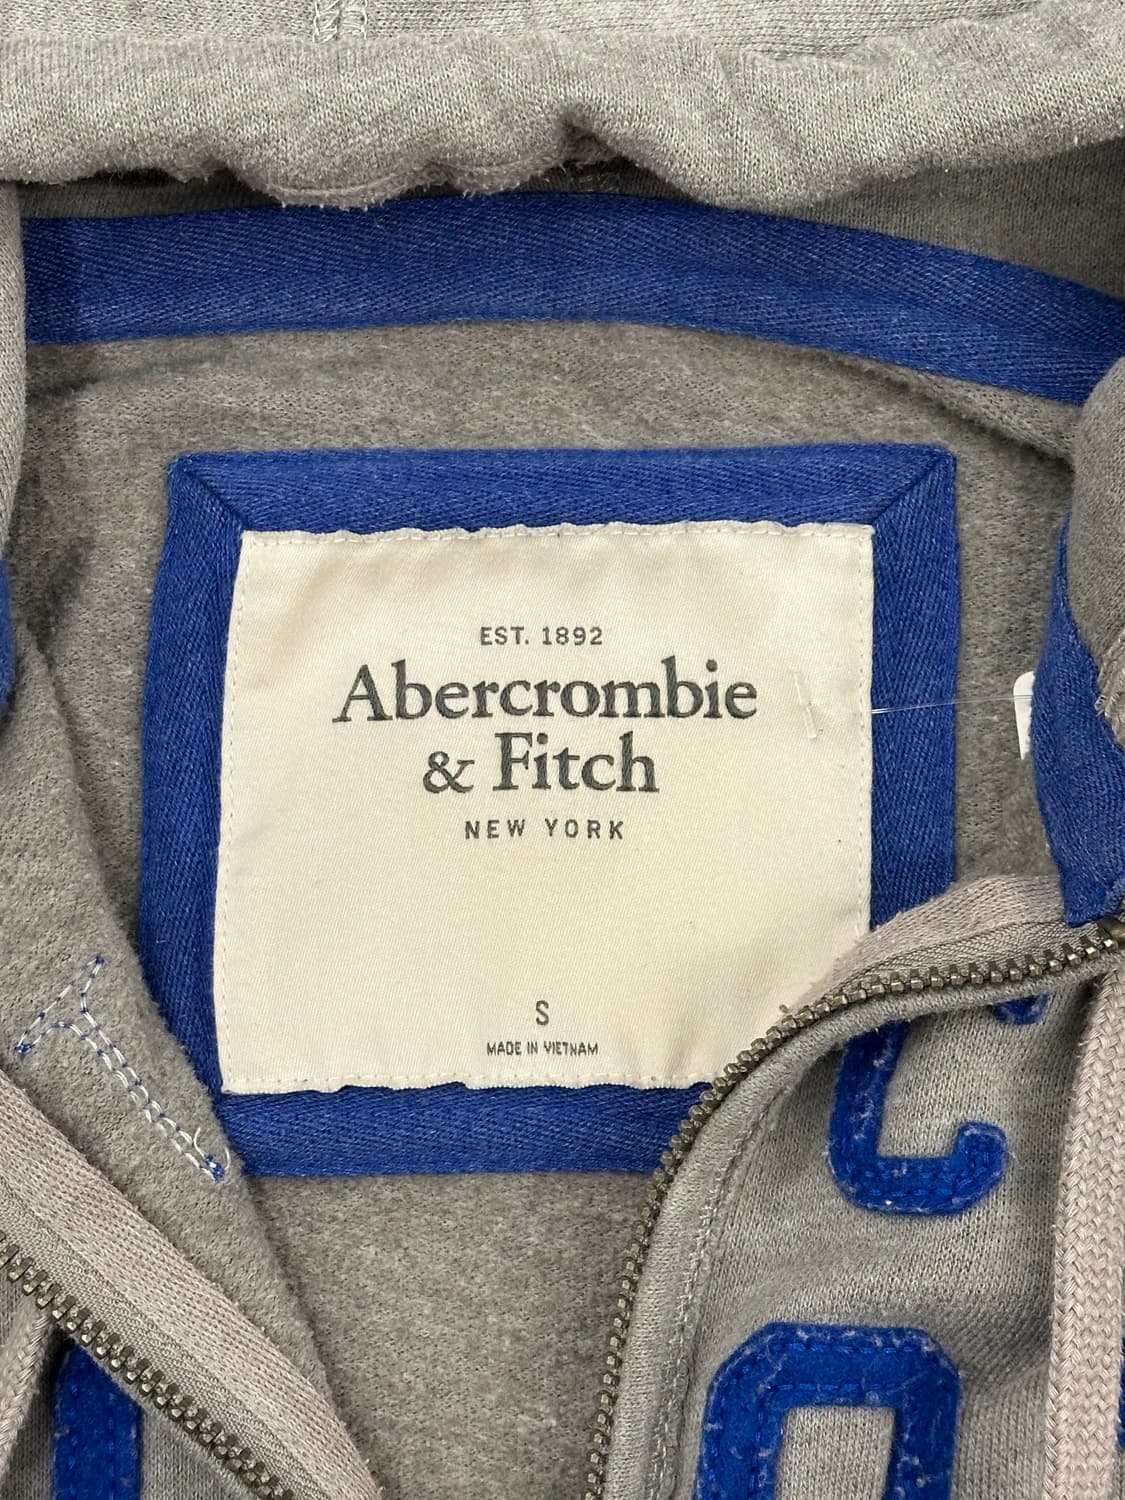 EST. 1892
Abercrombie
& Fitch
NEW YORK
S
MADE IN VIETNAM